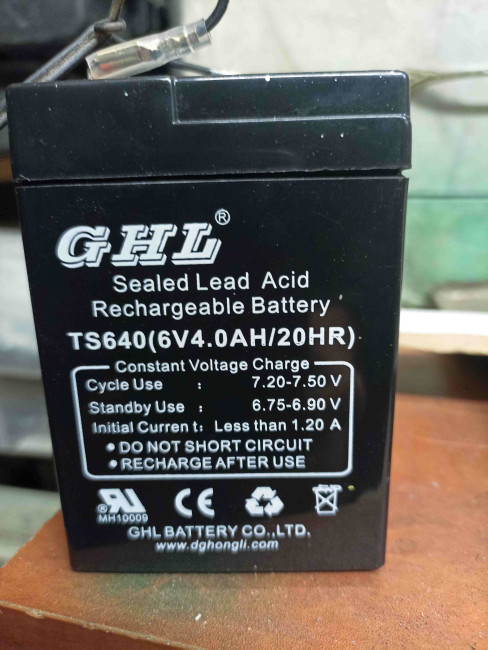 GHL®
Sealed Lead Acid
Rechargeable Battery
TS640(6V4.0AH/20HR)
Constant Voltage Charge
Cycle Use : 7.20-7.50 V
Standby Use : 6.75-6.90 V
Initial Current: Less than 1.20 A
• DO NOT SHORT CIRCUIT
• RECHARGE AFTER USE
MH10009
CE
Pb
GHL BATTERY CO.,LTD.
www.dghongli.com